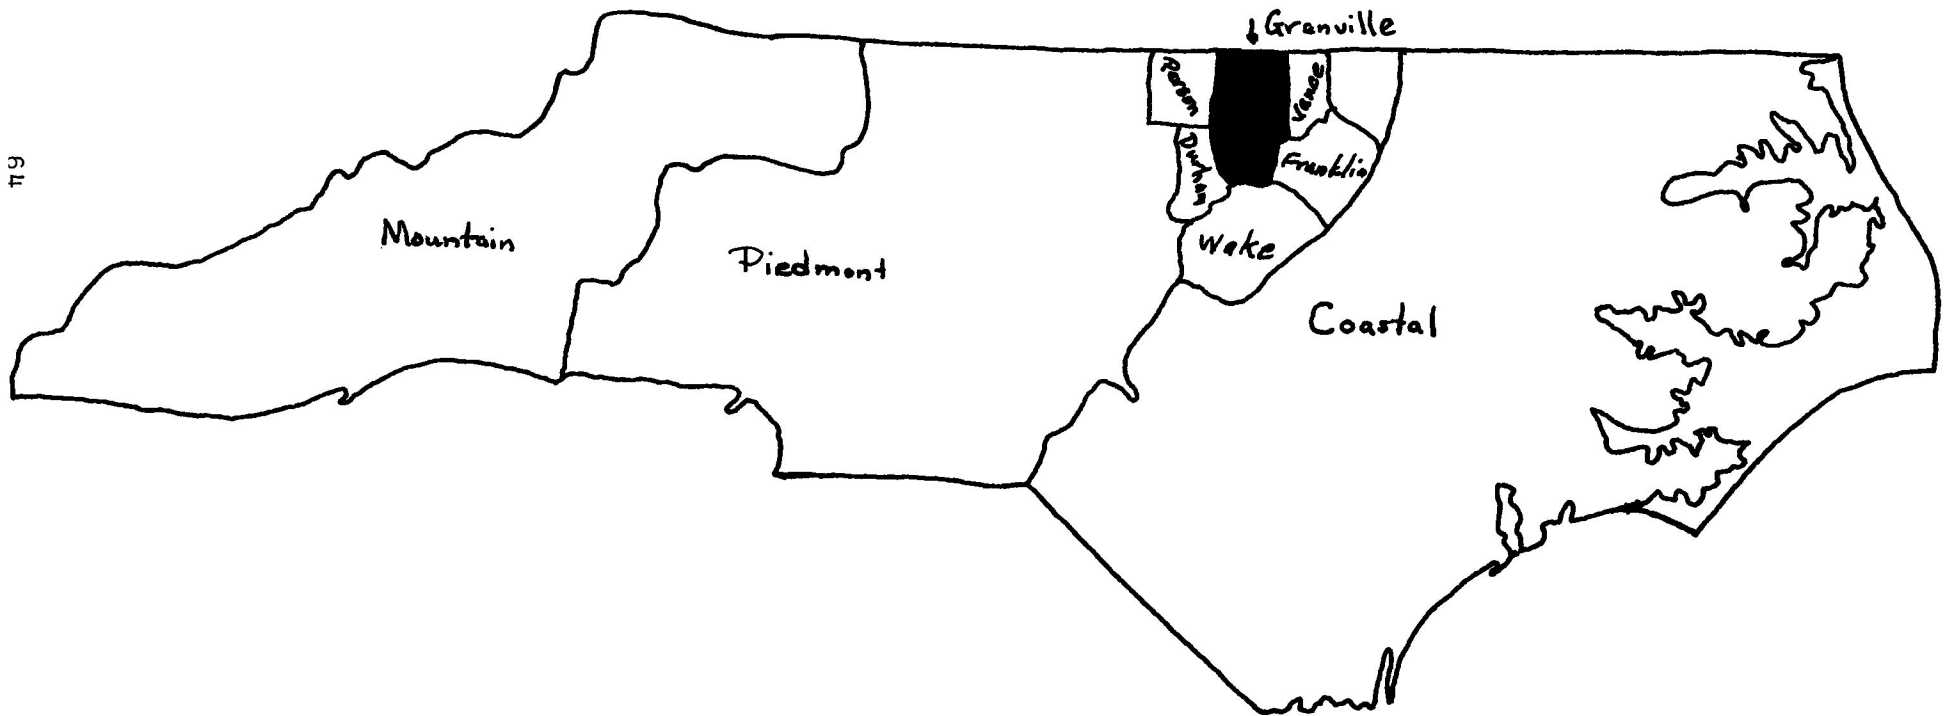 Granville
Person
Vance
Durham
Franklin
Mountain
Wake
Piedmont
Coastal
64